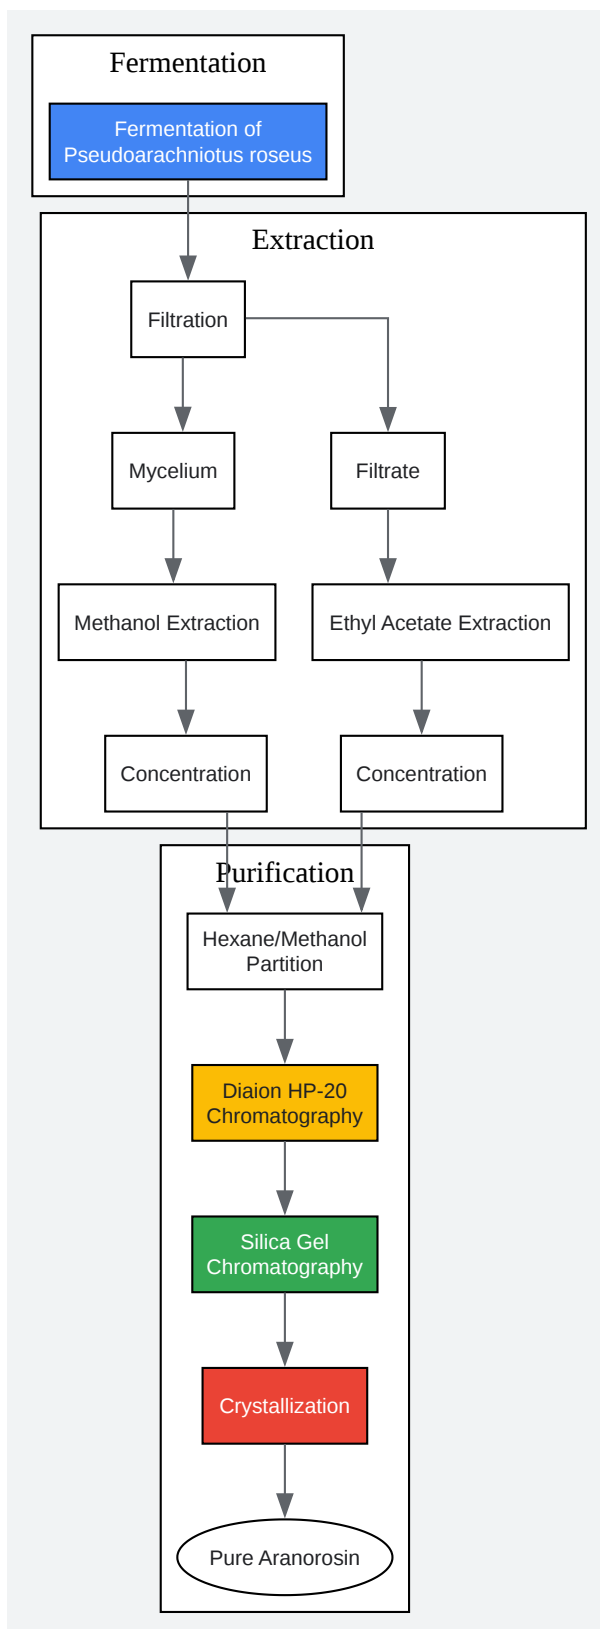 Fermentation
Fermentation of
Pseudoarachniotus roseus
Extraction
Filtration
Mycelium
Filtrate
Methanol Extraction
Ethyl Acetate Extraction
Concentration
Concentration
Purification
Hexane/Methanol
Partition
Diaion HP-20
Chromatography
Silica Gel
Chromatography
Crystallization
Pure Aranorosin